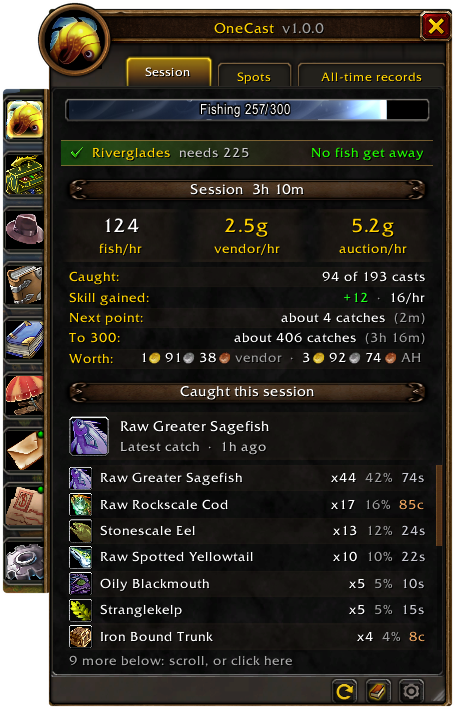 OneCast v1.0.0
Session Spots All-time records
Fishing 257/300
Riverglades needs 225 No fish get away
Session 3h 10m
124 2.5g 5.2g
fish/hr vendor/hr auction/hr
Caught: 94 of 193 casts
Skill gained: +12 · 16/hr
Next point: about 4 catches (2m)
To 300: about 406 catches (3h 16m)
Worth: 1 91 38 vendor · 3 92 74 AH
Caught this session
Raw Greater Sagefish
Latest catch · 1h ago
Raw Greater Sagefish x44 42% 74s
Raw Rockscale Cod x17 16% 85c
Stonescale Eel x13 12% 24s
Raw Spotted Yellowtail x10 10% 22s
Oily Blackmouth x5 5% 10s
Stranglekelp x5 5% 15s
Iron Bound Trunk x4 4% 8c
9 more below: scroll, or click here